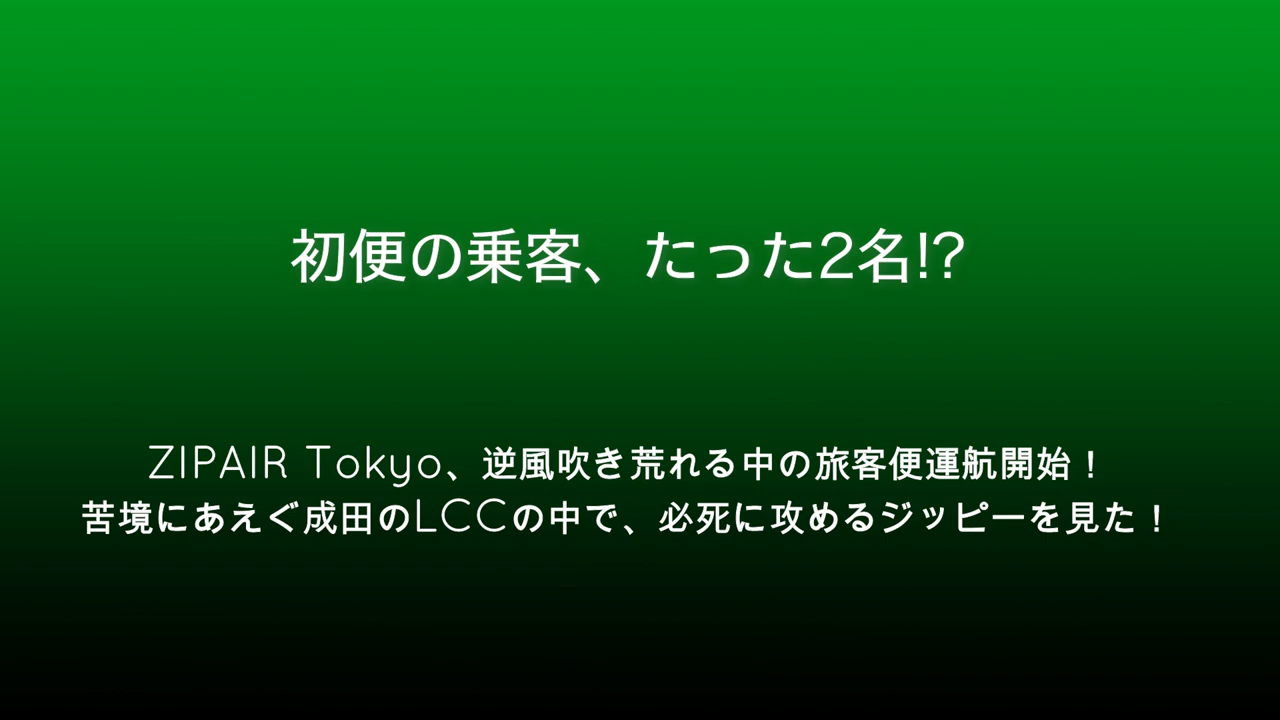 初便の乗客、たった2名!?
ZIPAIR Tokyo、逆風吹き荒れる中の旅客便運航開始！
苦境にあえぐ成田のLCCの中で、必死に攻めるジッピーを見た！